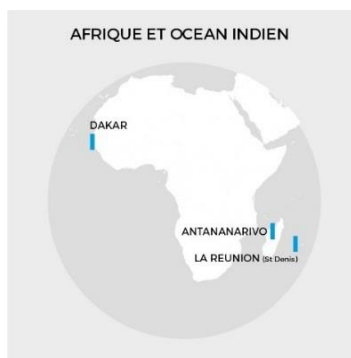 AFRIQUE ET OCEAN INDIEN
DAKAR
ANTANANARIVO
LA REUNION (St Denis)